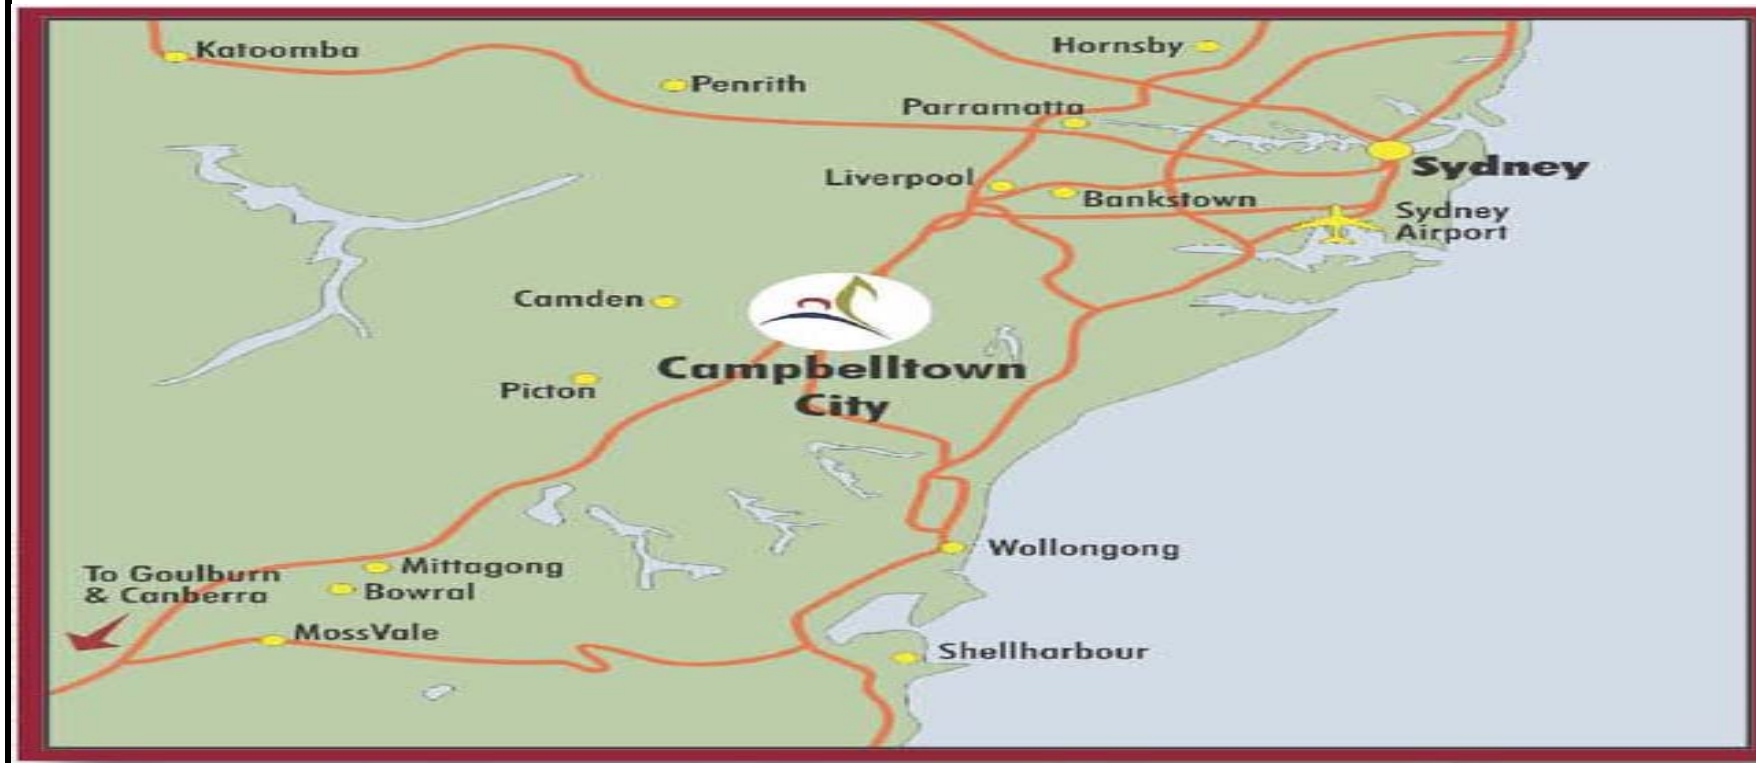 Katoomba
Hornsby
Penrith
Parramatta
Sydney
Liverpool
Bankstown
Sydney
Airport
Camden
Campbelltown
City
Picton
Wollongong
To Goulburn
& Canberra
Mittagong
Bowral
MossVale
Shellharbour